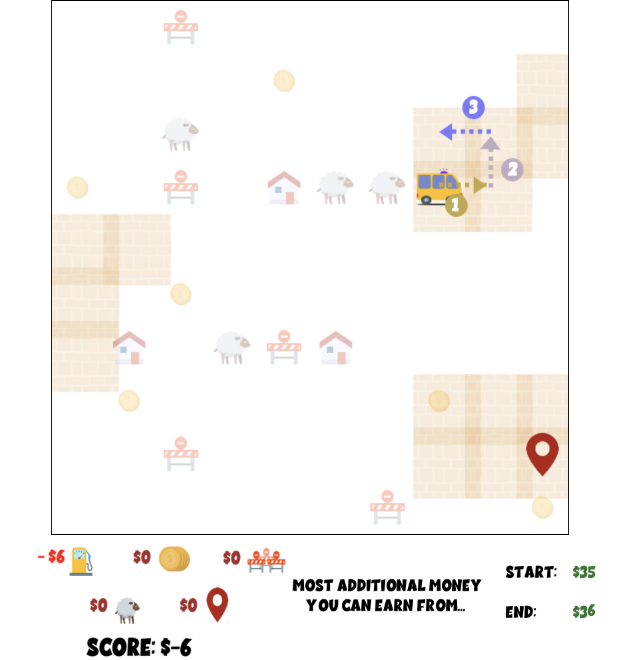 3
2
1
- $6
$0
$0
$0
$0
SCORE: $-6
MOST ADDITIONAL MONEY
YOU CAN EARN FROM...
START: $35
END: $36